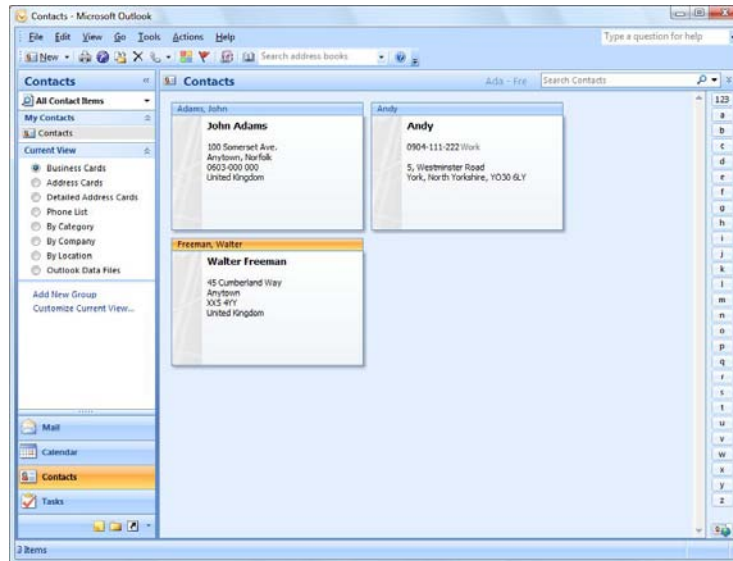 Contacts - Microsoft Outlook
File Edit View Go Tools Actions Help
Type a question for help
New
Search address books
Contacts
All Contact Items
My Contacts
Contacts
Current View
Business Cards
Address Cards
Detailed Address Cards
Phone List
By Category
By Company
By Location
Outlook Data Files
Add New Group
Customize Current View...
Mail
Calendar
Contacts
Tasks
Contacts
Ada - Fre
Search Contacts
Adams, John
John Adams
100 Somerset Ave.
Anytown, Norfolk
0603-000 000
United Kingdom
Andy
Andy
0904-111-222 Work
5, Westminster Road
York, North Yorkshire, YO30 6LY
Freeman, Walter
Walter Freeman
45 Cumberland Way
Anytown
XX5 4YY
United Kingdom
123
a
b
c
d
e
f
g
h
i
j
k
l
m
n
o
p
q
r
s
t
u
v
w
x
y
z
3 Items